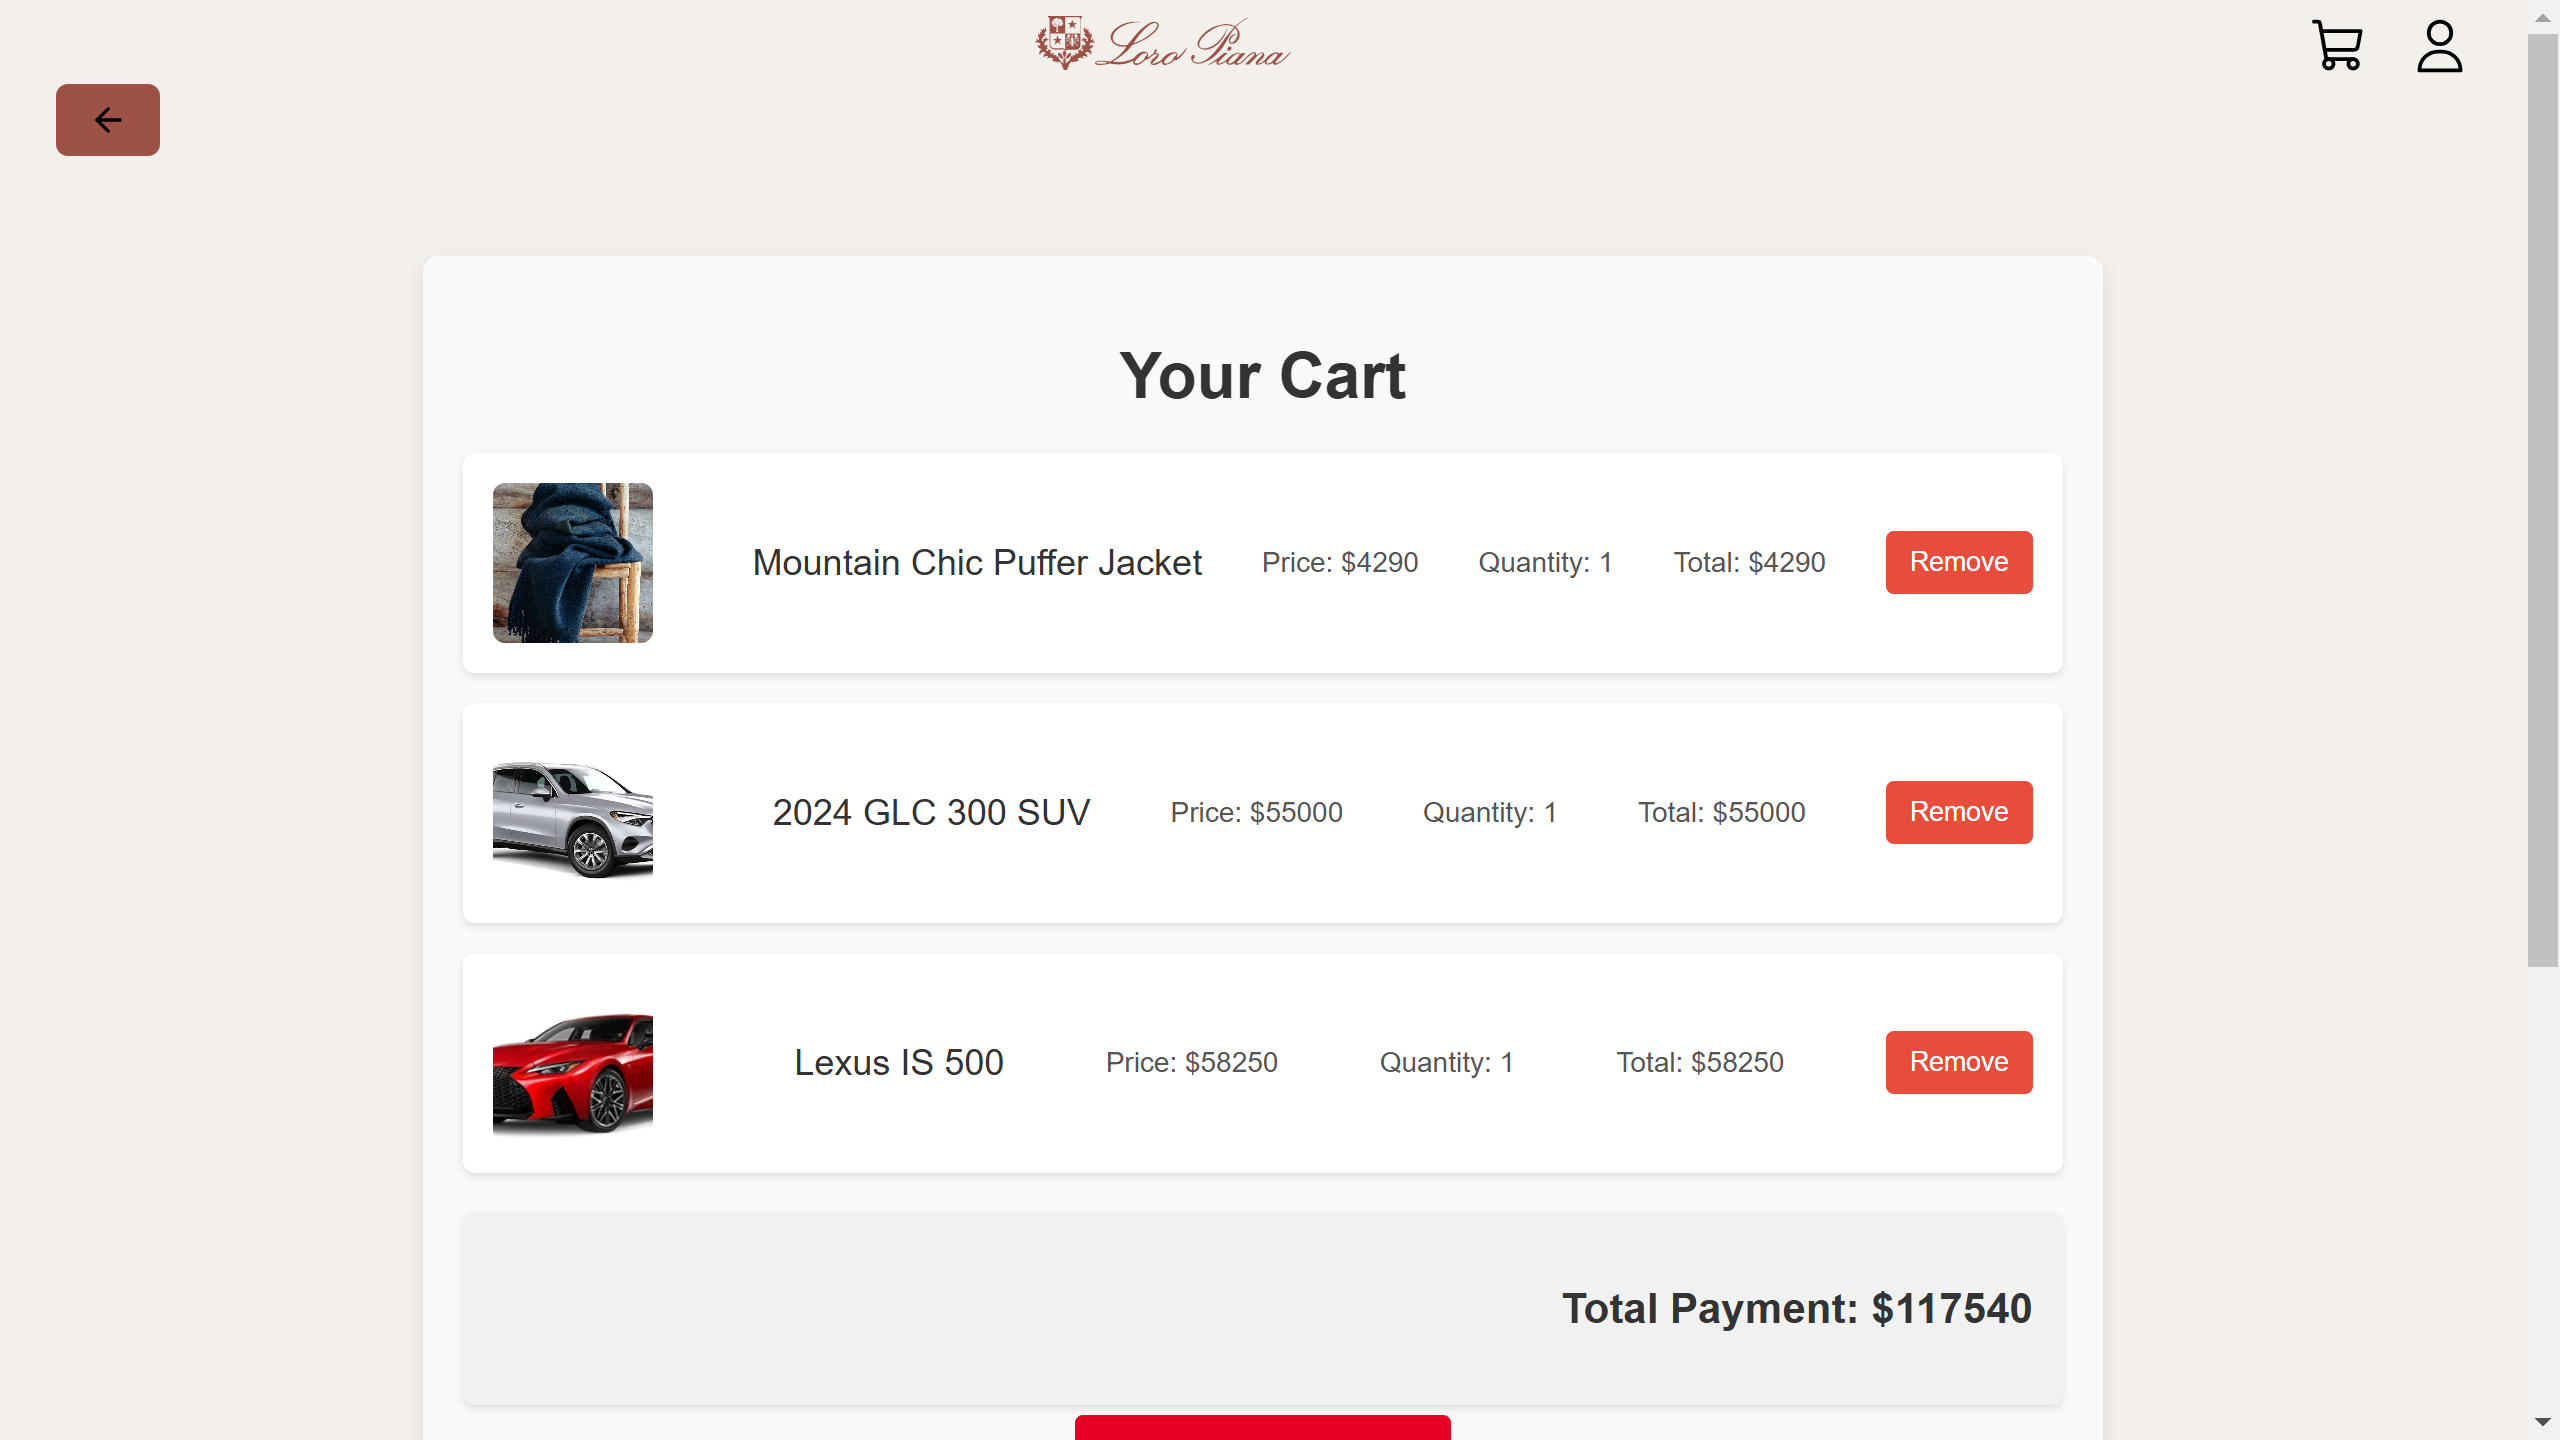 Loro Piana
Your Cart
Mountain Chic Puffer Jacket Price: $4290 Quantity: 1 Total: $4290 Remove
2024 GLC 300 SUV Price: $55000 Quantity: 1 Total: $55000 Remove
Lexus IS 500 Price: $58250 Quantity: 1 Total: $58250 Remove
Total Payment: $117540